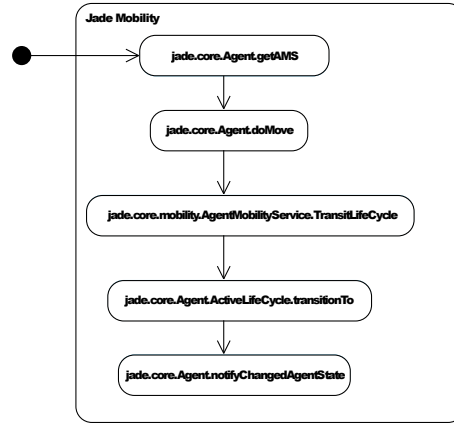 Jade Mobility
jade.core.Agent.getAMS
jade.core.Agent.doMove
jade.core.mobility.AgentMobilityService.TransitLifeCycle
jade.core.Agent.ActiveLifeCycle.transitionTo
jade.core.Agent.notifyChangedAgentState